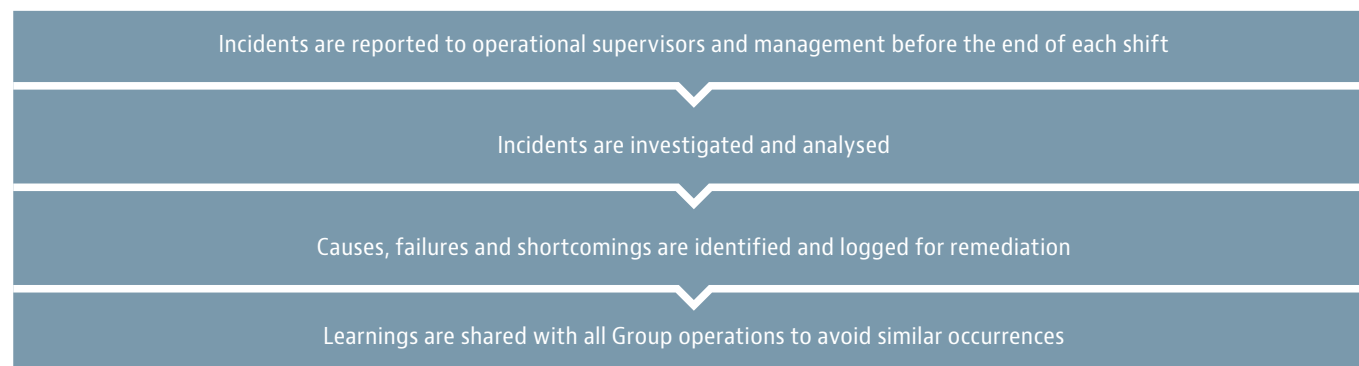 Incidents are reported to operational supervisors and management before the end of each shift
Incidents are investigated and analysed
Causes, failures and shortcomings are identified and logged for remediation
Learnings are shared with all Group operations to avoid similar occurrences